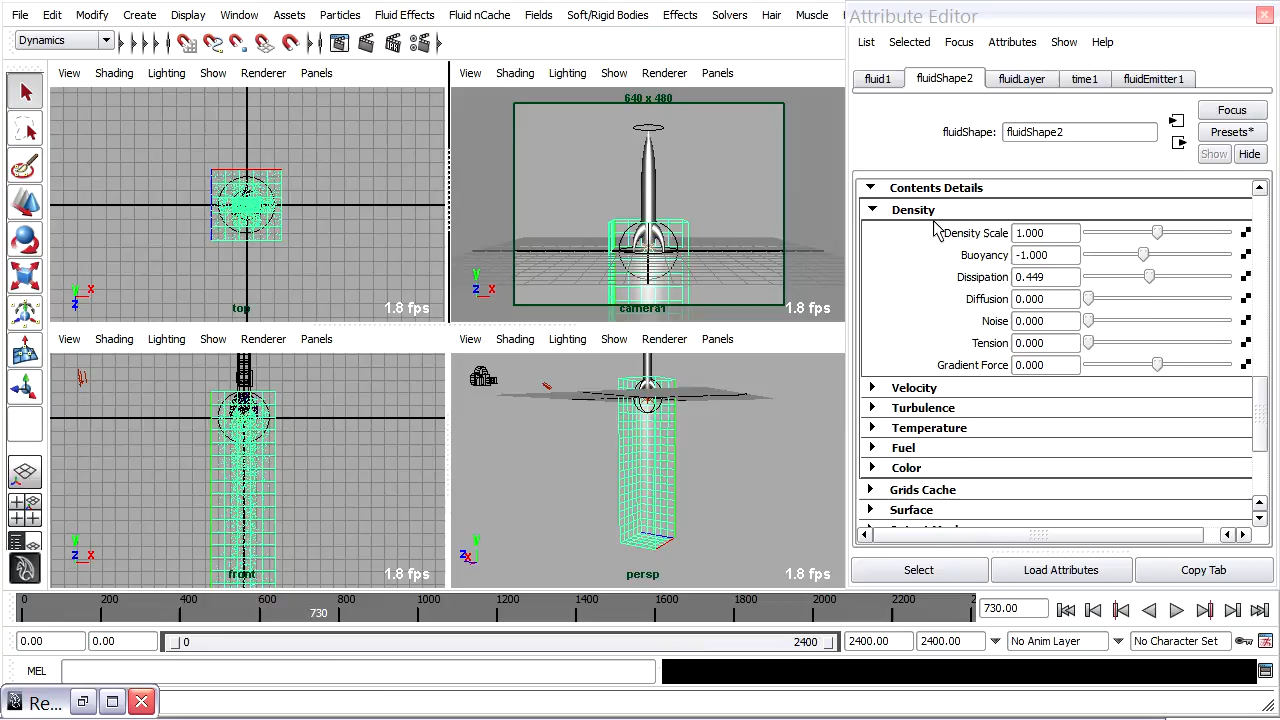 File Edit Modify Create Display Window Assets Particles Fluid Effects Fluid nCache Fields Soft/Rigid Bodies Effects Solvers Hair Muscle
Attribute Editor
Dynamics
List Selected Focus Attributes Show Help
View Shading Lighting Show Renderer Panels
View Shading Lighting Show Renderer Panels
fluid1 fluidShape2 fluidLayer time1 fluidEmitter1
640 x 480
Focus
fluidShape: fluidShape2
Presets*
Show Hide
Contents Details
Density
Density Scale 1.000
Buoyancy -1.000
Dissipation 0.449
Diffusion 0.000
Noise 0.000
Tension 0.000
Gradient Force 0.000
y
z x
top
1.8 fps
y
z x
camera1
1.8 fps
View Shading Lighting Show Renderer Panels
View Shading Lighting Show Renderer Panels
Velocity
Turbulence
Temperature
Fuel
Color
Grids Cache
Surface
y
z x
front
1.8 fps
y
persp
1.8 fps
Select Load Attributes Copy Tab
0 200 400 600 800 1000 1200 1400 1600 1800 2000 2200 2
730
730.00
0.00 0.00 0 2400 2400.00 2400.00 No Anim Layer No Character Set
MEL
Re...